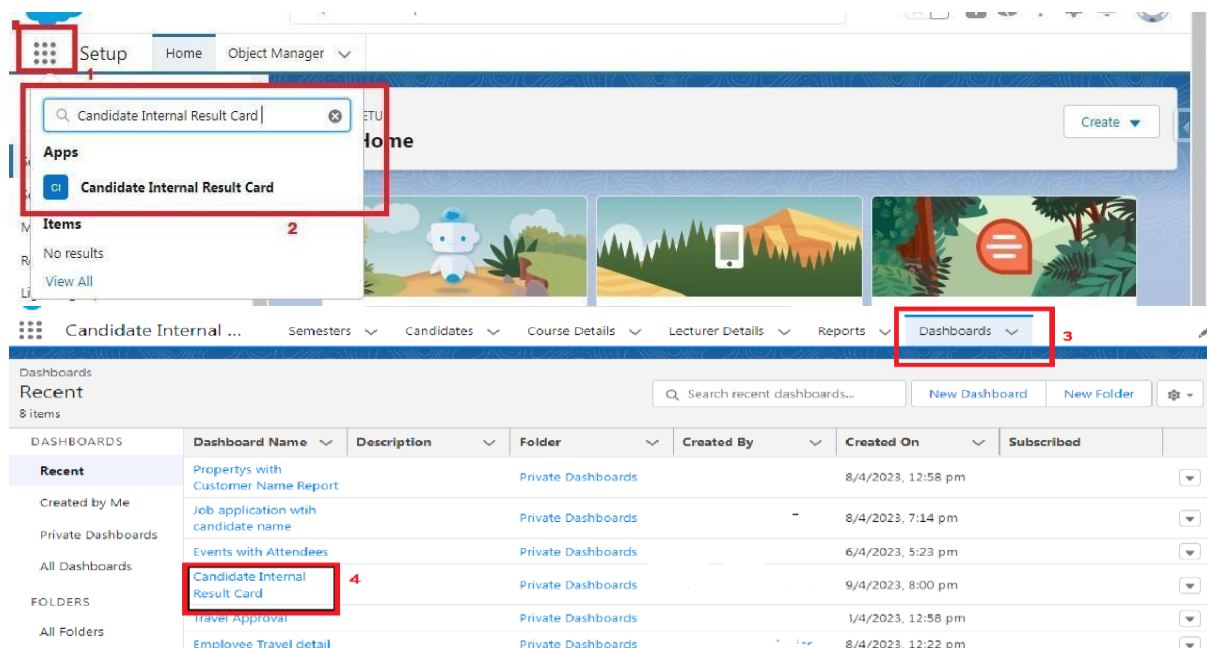 Setup Home Object Manager
1
Candidate Internal Result Card
ETU
Home
Create
Apps
CI Candidate Internal Result Card
Items
2
No results
View All
Candidate Internal ... Semesters Candidates Course Details Lecturer Details Reports Dashboards
3
Dashboards
Recent
8 items
Search recent dashboards...
New Dashboard
New Folder
DASHBOARDS
Recent
Created by Me
Private Dashboards
All Dashboards
FOLDERS
All Folders
Dashboard Name Description Folder Created By Created On Subscribed
Propertys with
Customer Name Report
Private Dashboards 8/4/2023, 12:58 pm
Job application wtih
candidate name
Private Dashboards 8/4/2023, 7:14 pm
Events with Attendees Private Dashboards 6/4/2023, 5:23 pm
Candidate Internal
Result Card
4
Private Dashboards 9/4/2023, 8:00 pm
Travel Approval Private Dashboards /4/2023, 12:58 pm
Employee Travel detail Private Dashboards 8/4/2023, 12:22 pm